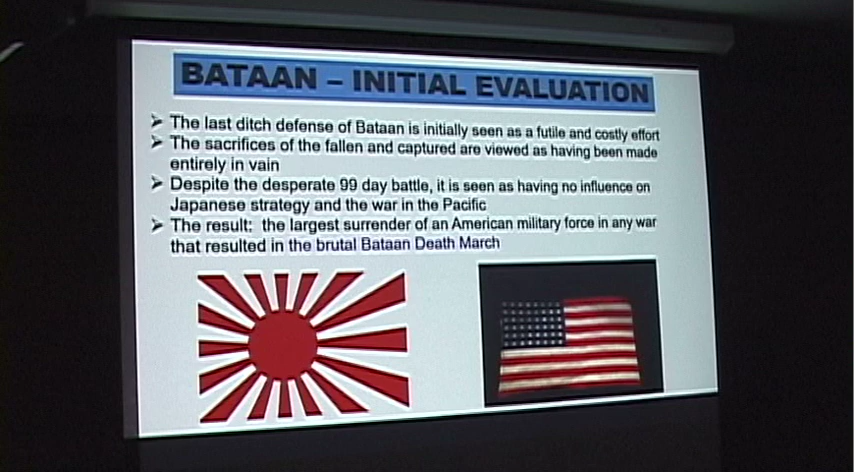 BATAAN – INITIAL EVALUATION
➢ The last ditch defense of Bataan is initially seen as a futile and costly effort
➢ The sacrifices of the fallen and captured are viewed as having been made
entirely in vain
➢ Despite the desperate 99 day battle, it is seen as having no influence on
Japanese strategy and the war in the Pacific
➢ The result:  the largest surrender of an American military force in any war
that resulted in the brutal Bataan Death March